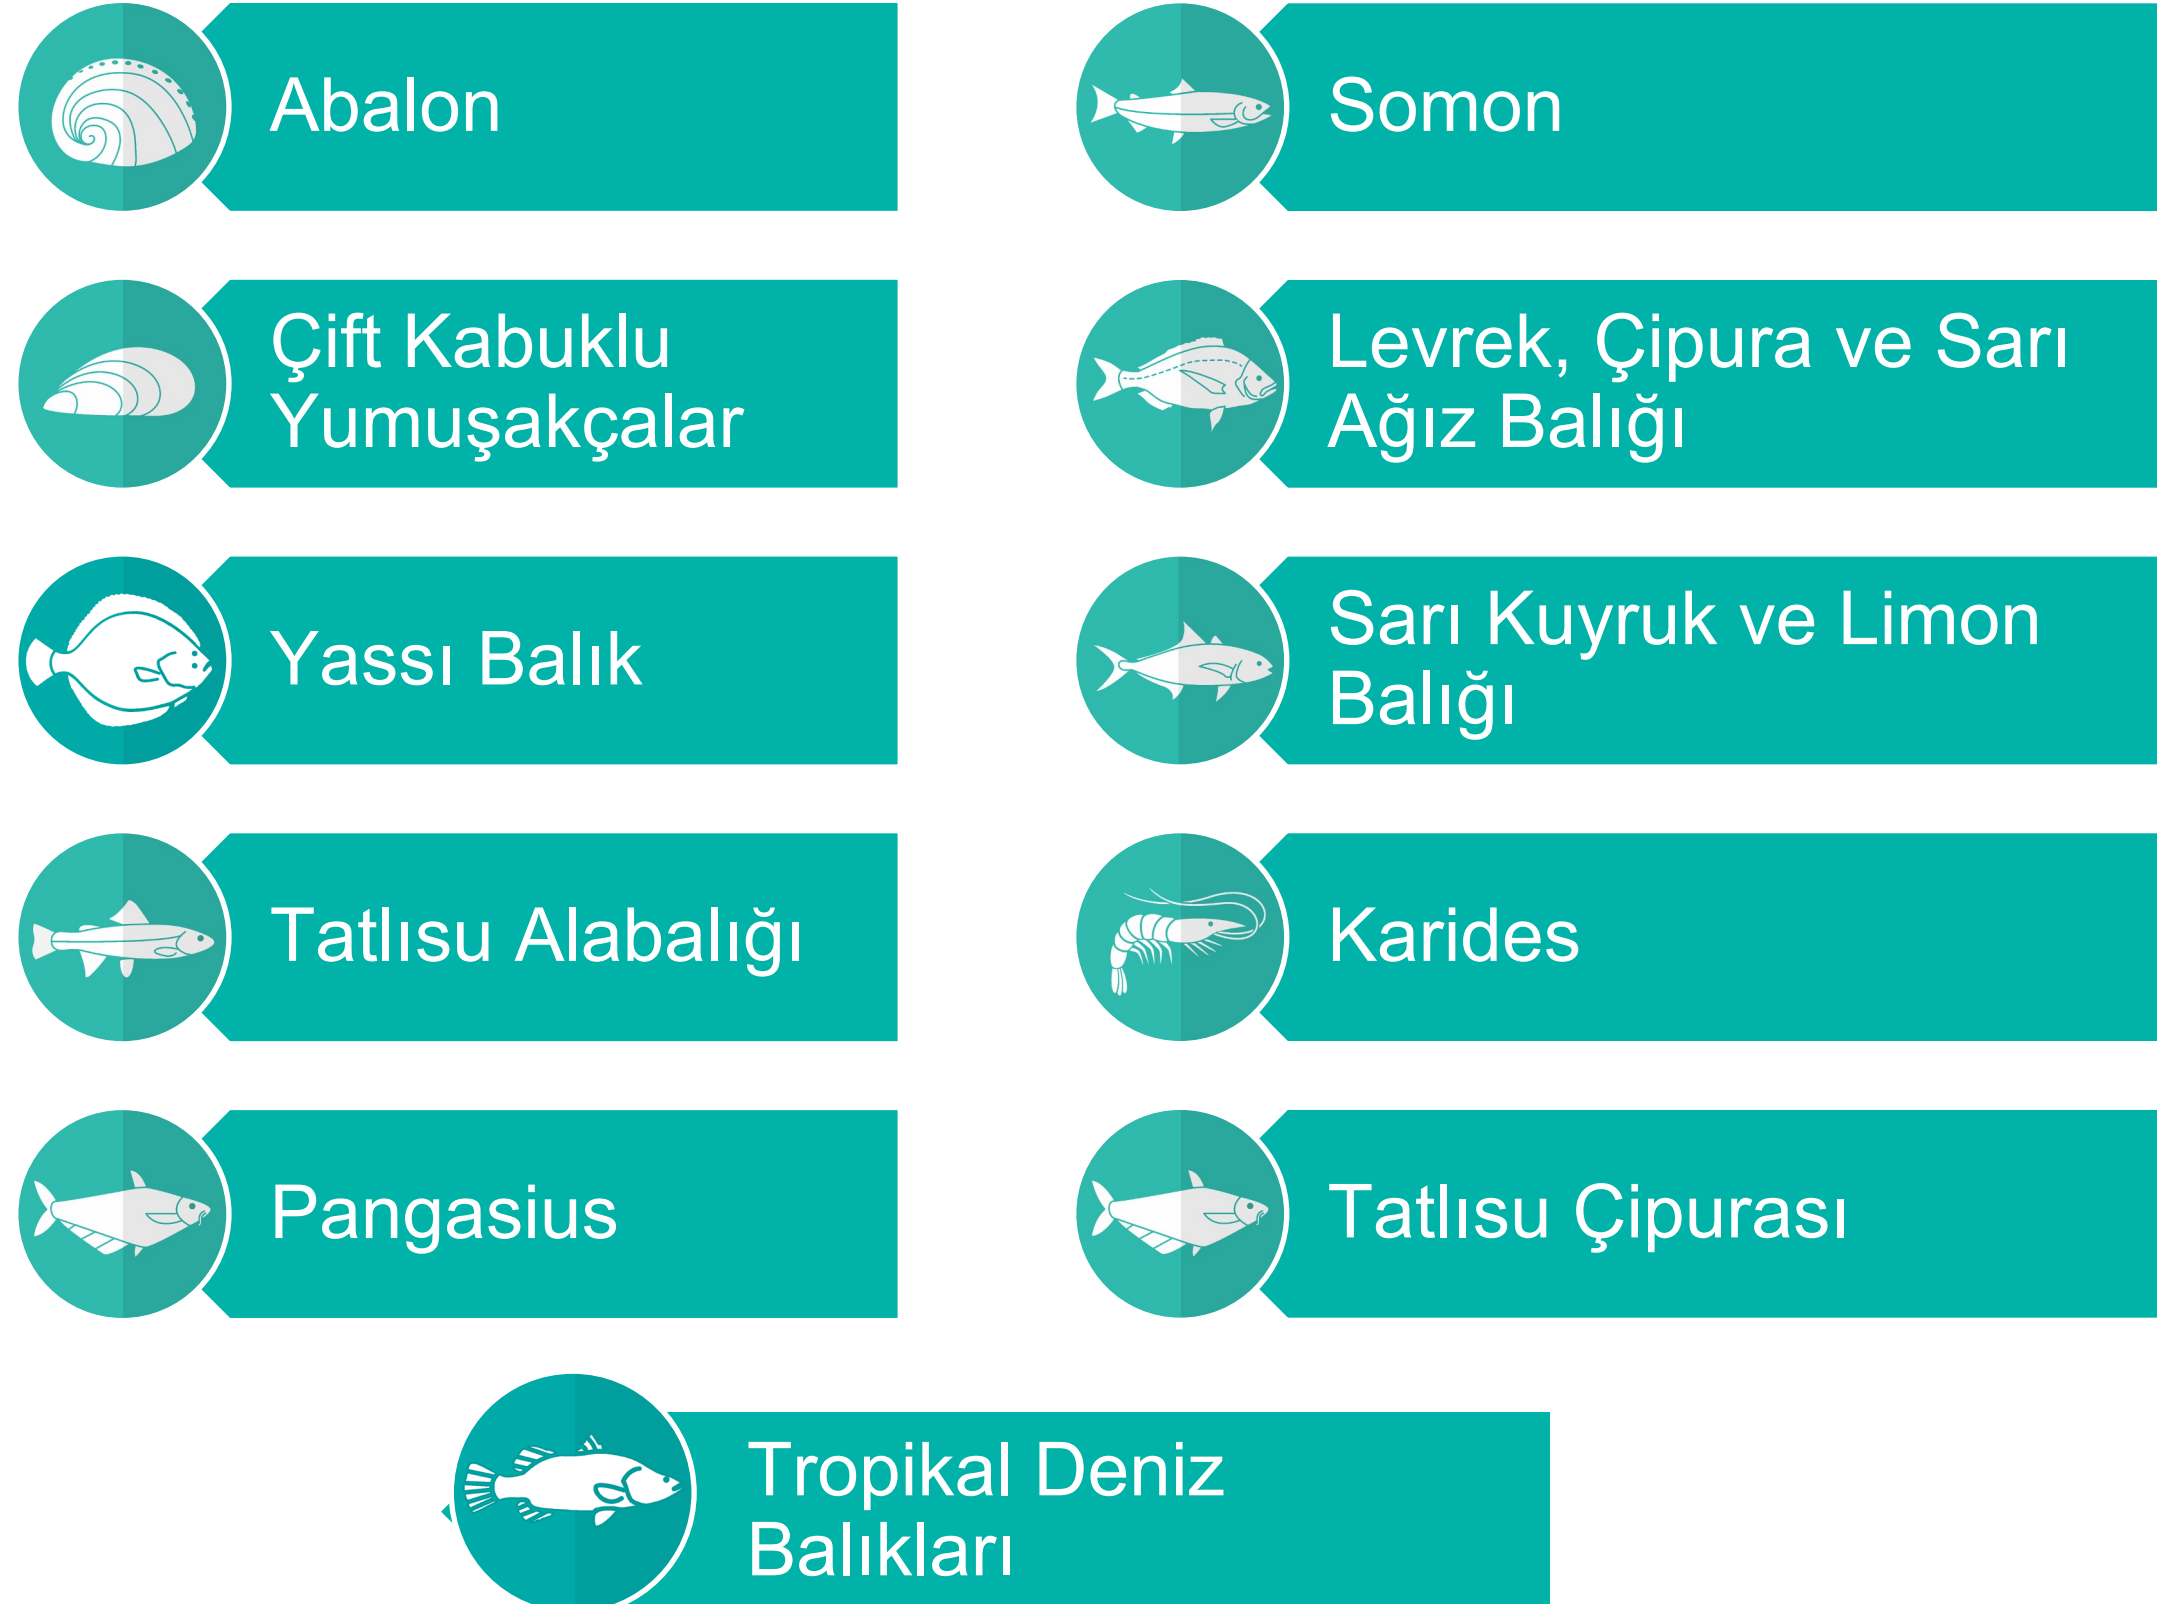 Abalon
Somon
Çift Kabuklu
Yumuşakçalar
Levrek, Çipura ve Sarı
Ağız Balığı
Yassı Balık
Sarı Kuyruk ve Limon
Balığı
Tatlısu Alabalığı
Karides
Pangasius
Tatlısu Çipurası
Tropikal Deniz
Balıkları